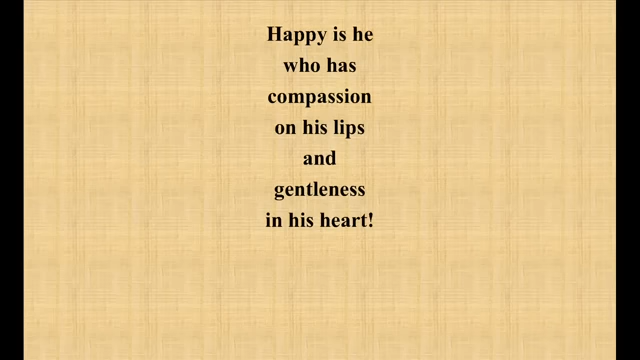 Happy is he
who has
compassion
on his lips
and
gentleness
in his heart!